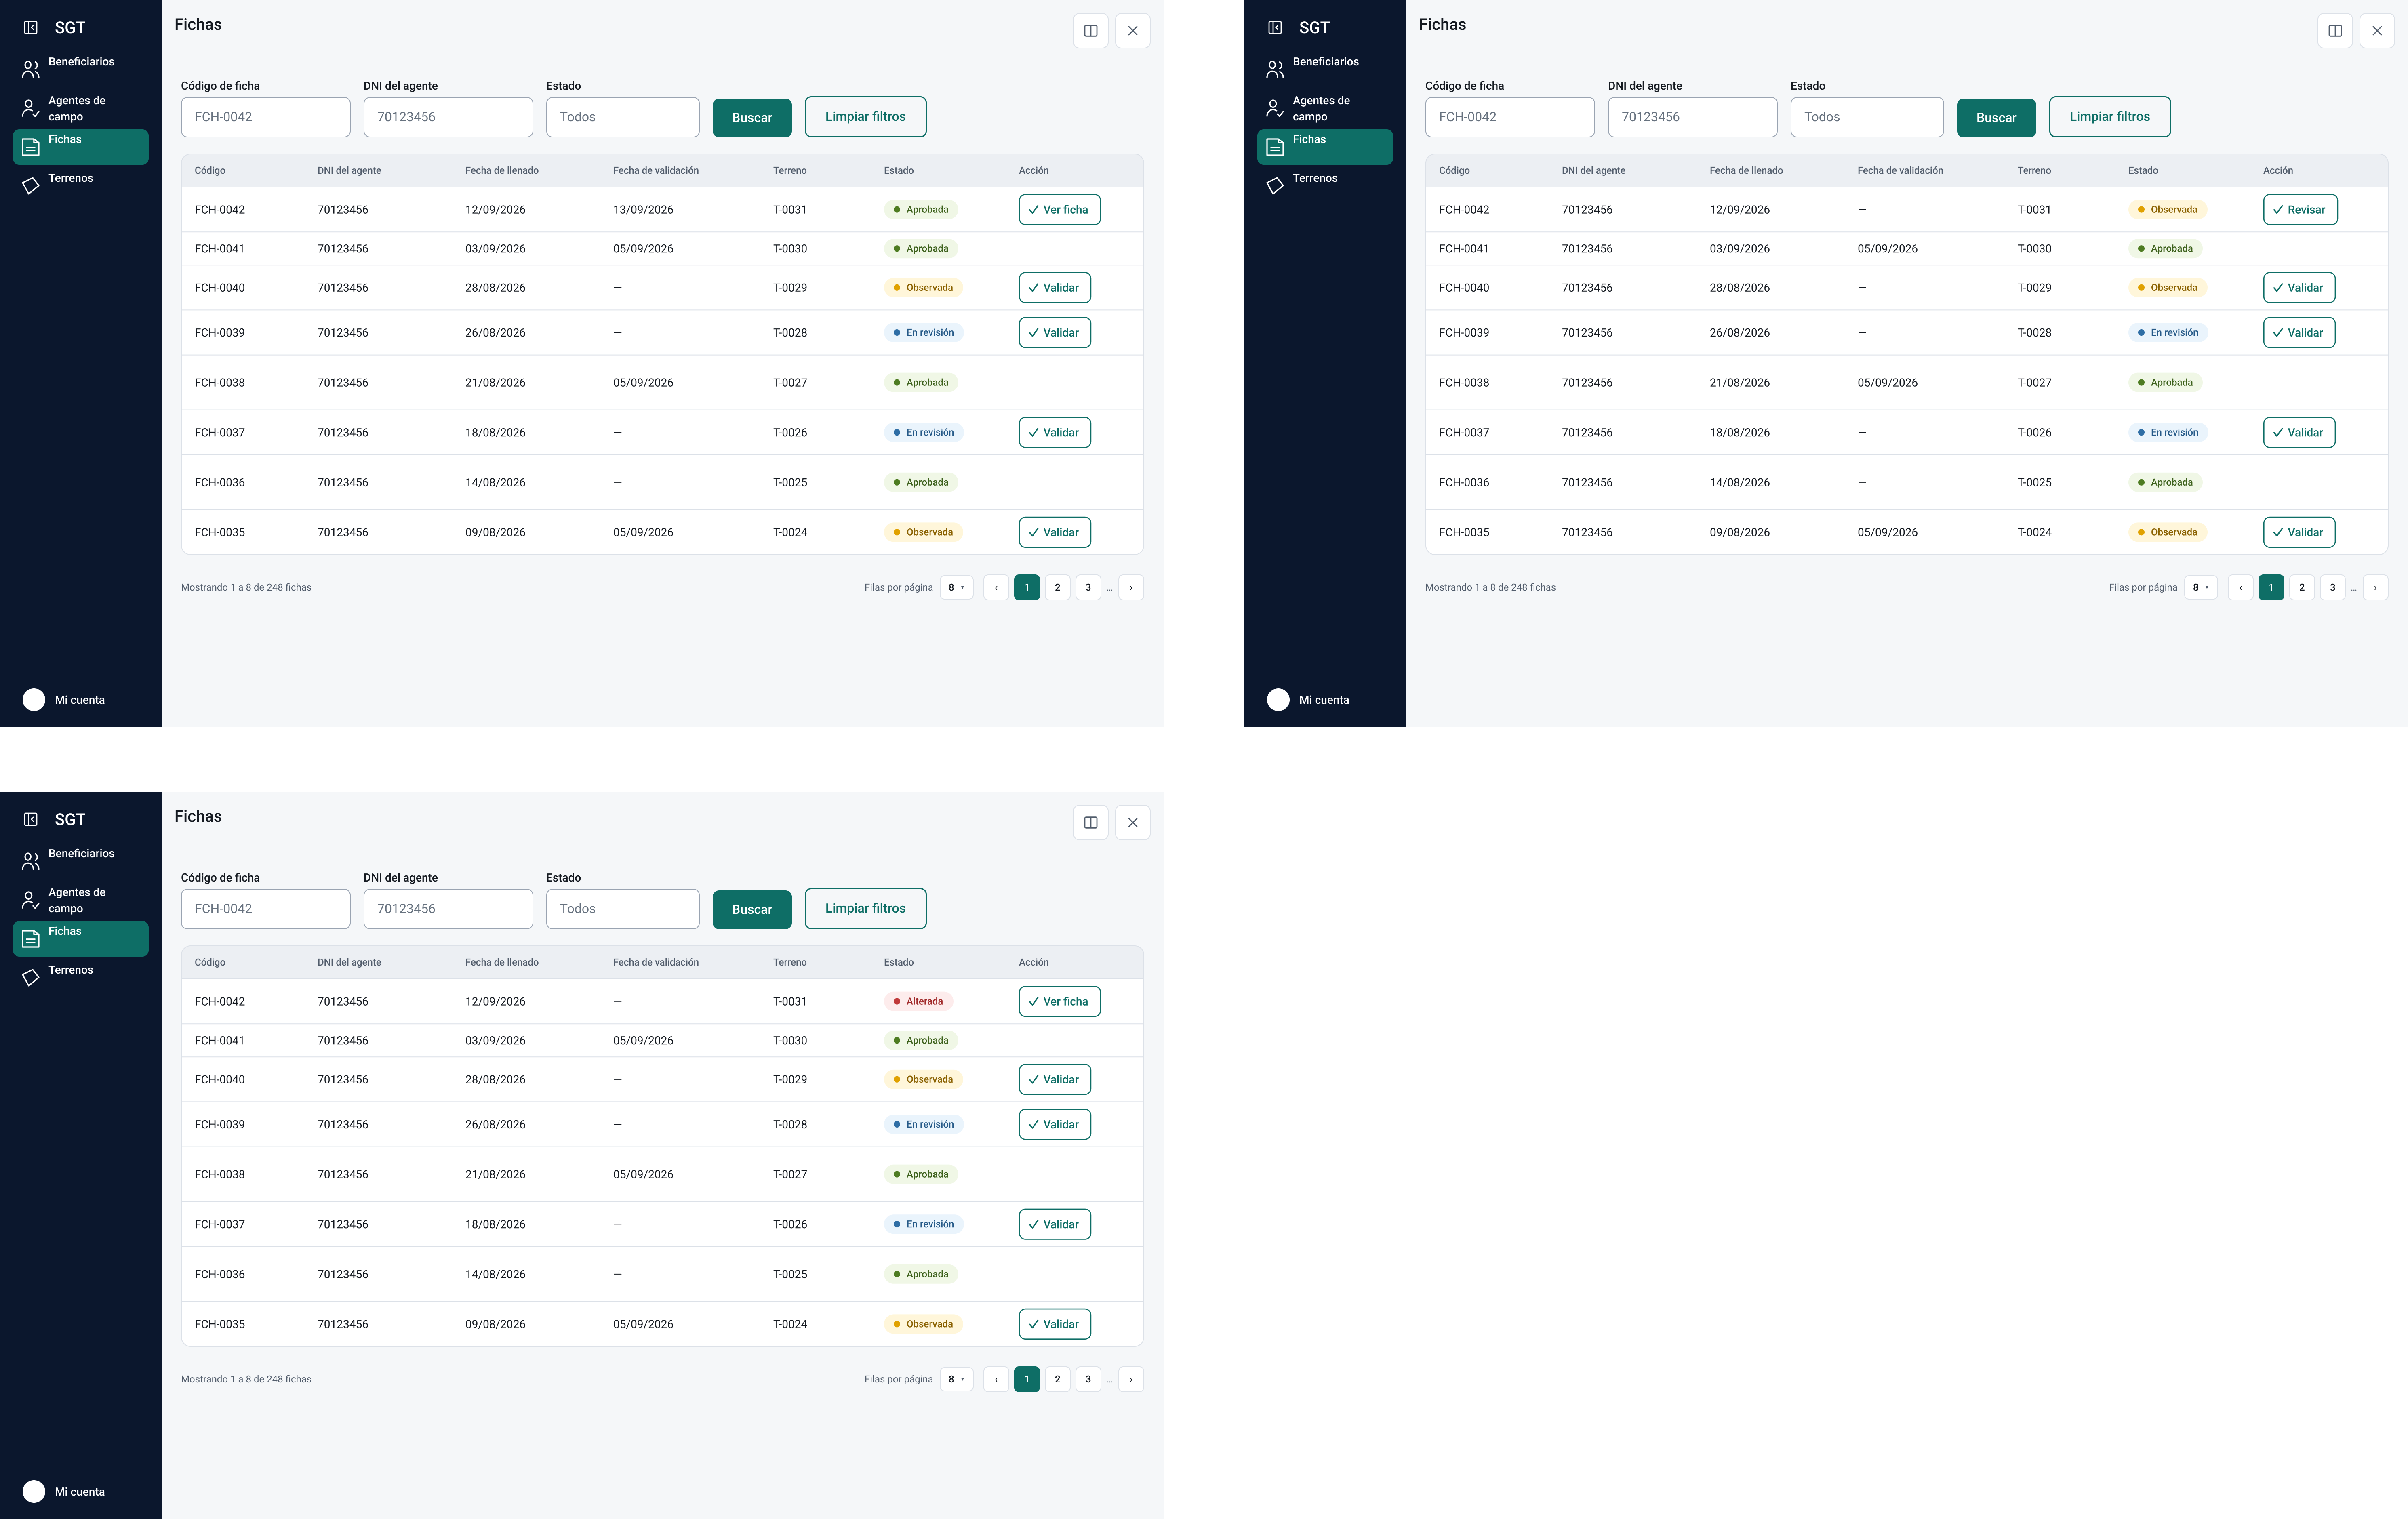 SGT
Beneficiarios
Agentes de
campo
Fichas
Terrenos
Mi cuenta
Fichas
Código de ficha DNI del agente Estado
FCH-0042 70123456 Todos Buscar Limpiar filtros
Código DNI del agente Fecha de llenado Fecha de validación Terreno Estado Acción
FCH-0042 70123456 12/09/2026 13/09/2026 T-0031 Aprobada Ver ficha
FCH-0041 70123456 03/09/2026 05/09/2026 T-0030 Aprobada
FCH-0040 70123456 28/08/2026 — T-0029 Observada Validar
FCH-0039 70123456 26/08/2026 — T-0028 En revisión Validar
FCH-0038 70123456 21/08/2026 05/09/2026 T-0027 Aprobada
FCH-0037 70123456 18/08/2026 — T-0026 En revisión Validar
FCH-0036 70123456 14/08/2026 — T-0025 Aprobada
FCH-0035 70123456 09/08/2026 05/09/2026 T-0024 Observada Validar
Mostrando 1 a 8 de 248 fichas Filas por página 8 ‹ 1 2 3 ... ›
SGT
Beneficiarios
Agentes de
campo
Fichas
Terrenos
Mi cuenta
Fichas
Código de ficha DNI del agente Estado
FCH-0042 70123456 Todos Buscar Limpiar filtros
Código DNI del agente Fecha de llenado Fecha de validación Terreno Estado Acción
FCH-0042 70123456 12/09/2026 — T-0031 Observada Revisar
FCH-0041 70123456 03/09/2026 05/09/2026 T-0030 Aprobada
FCH-0040 70123456 28/08/2026 — T-0029 Observada Validar
FCH-0039 70123456 26/08/2026 — T-0028 En revisión Validar
FCH-0038 70123456 21/08/2026 05/09/2026 T-0027 Aprobada
FCH-0037 70123456 18/08/2026 — T-0026 En revisión Validar
FCH-0036 70123456 14/08/2026 — T-0025 Aprobada
FCH-0035 70123456 09/08/2026 05/09/2026 T-0024 Observada Validar
Mostrando 1 a 8 de 248 fichas Filas por página 8 ‹ 1 2 3 ... ›
SGT
Beneficiarios
Agentes de
campo
Fichas
Terrenos
Mi cuenta
Fichas
Código de ficha DNI del agente Estado
FCH-0042 70123456 Todos Buscar Limpiar filtros
Código DNI del agente Fecha de llenado Fecha de validación Terreno Estado Acción
FCH-0042 70123456 12/09/2026 — T-0031 Alterada Ver ficha
FCH-0041 70123456 03/09/2026 05/09/2026 T-0030 Aprobada
FCH-0040 70123456 28/08/2026 — T-0029 Observada Validar
FCH-0039 70123456 26/08/2026 — T-0028 En revisión Validar
FCH-0038 70123456 21/08/2026 05/09/2026 T-0027 Aprobada
FCH-0037 70123456 18/08/2026 — T-0026 En revisión Validar
FCH-0036 70123456 14/08/2026 — T-0025 Aprobada
FCH-0035 70123456 09/08/2026 05/09/2026 T-0024 Observada Validar
Mostrando 1 a 8 de 248 fichas Filas por página 8 ‹ 1 2 3 ... ›